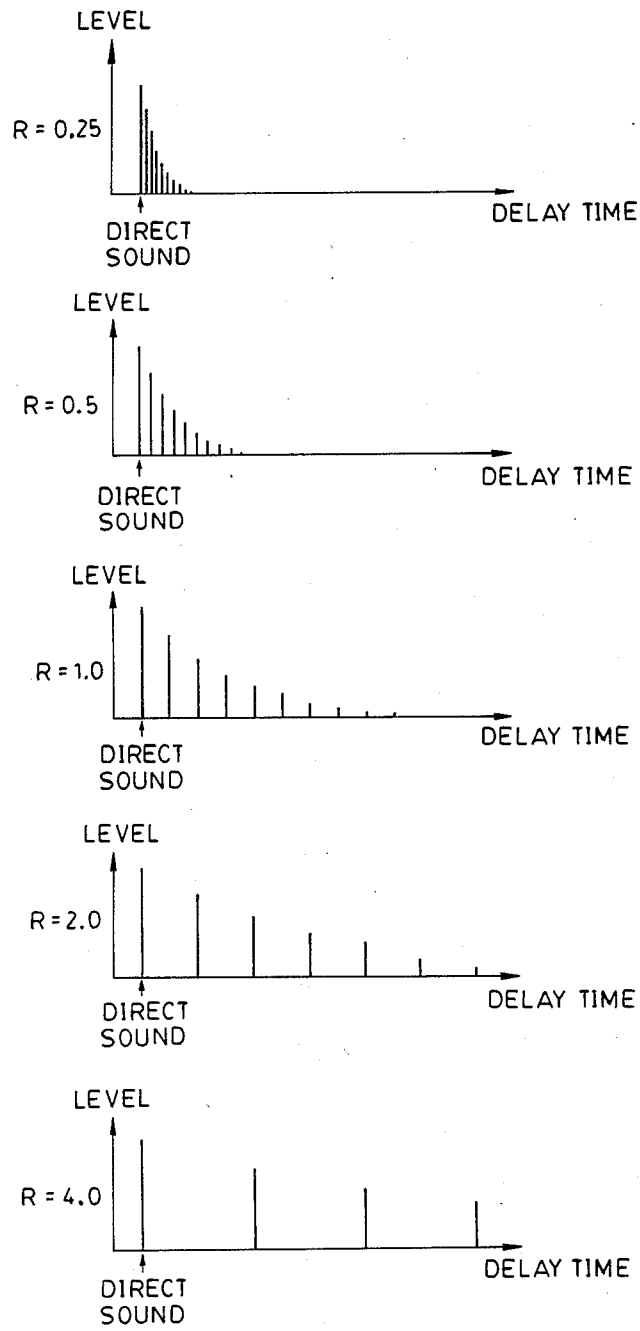 LEVEL
R = 0.25
DELAY TIME
DIRECT
SOUND
LEVEL
R = 0.5
DELAY TIME
DIRECT
SOUND
LEVEL
R = 1.0
DELAY TIME
DIRECT
SOUND
LEVEL
R = 2.0
DELAY TIME
DIRECT
SOUND
LEVEL
R = 4.0
DELAY TIME
DIRECT
SOUND